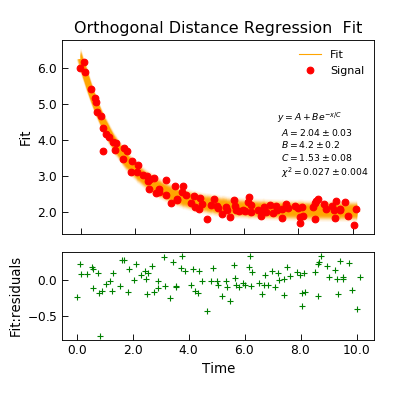 Orthogonal Distance Regression  Fit
Fit
6.0
5.0
4.0
3.0
2.0
Fit
Signal
y = A + Be^{-x/C}
A = 2.04 ± 0.03
B = 4.2 ± 0.2
C = 1.53 ± 0.08
χ² = 0.027 ± 0.004
Fit:residuals
0.0
−0.5
0.0 2.0 4.0 6.0 8.0 10.0
Time